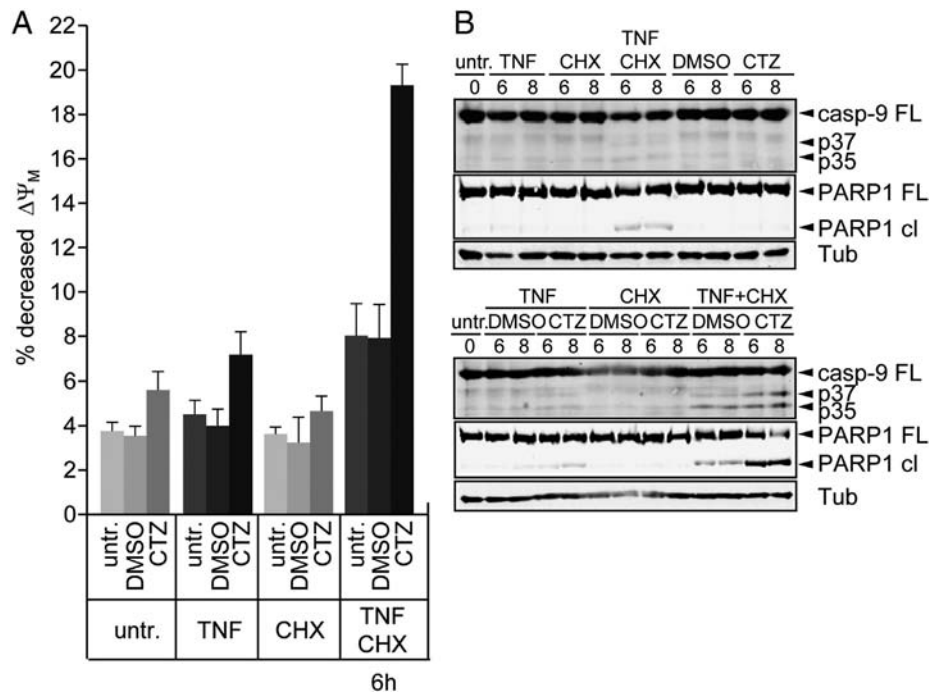 A
22
20
18
16
14
12
10
8
6
4
2
0
% decreased ΔΨM
untr. DMSO CTZ untr. DMSO CTZ untr. DMSO CTZ untr. DMSO CTZ
untr. TNF CHX TNF CHX
6h
B
TNF
untr. TNF CHX CHX DMSO CTZ
0 6 8 6 8 6 8 6 8 6 8
casp-9 FL
p37
p35
PARP1 FL
PARP1 cl
Tub
TNF CHX TNF+CHX
untr. DMSO CTZ DMSO CTZ DMSO CTZ
0 6 8 6 8 6 8 6 8 6 8 6 8
casp-9 FL
p37
p35
PARP1 FL
PARP1 cl
Tub